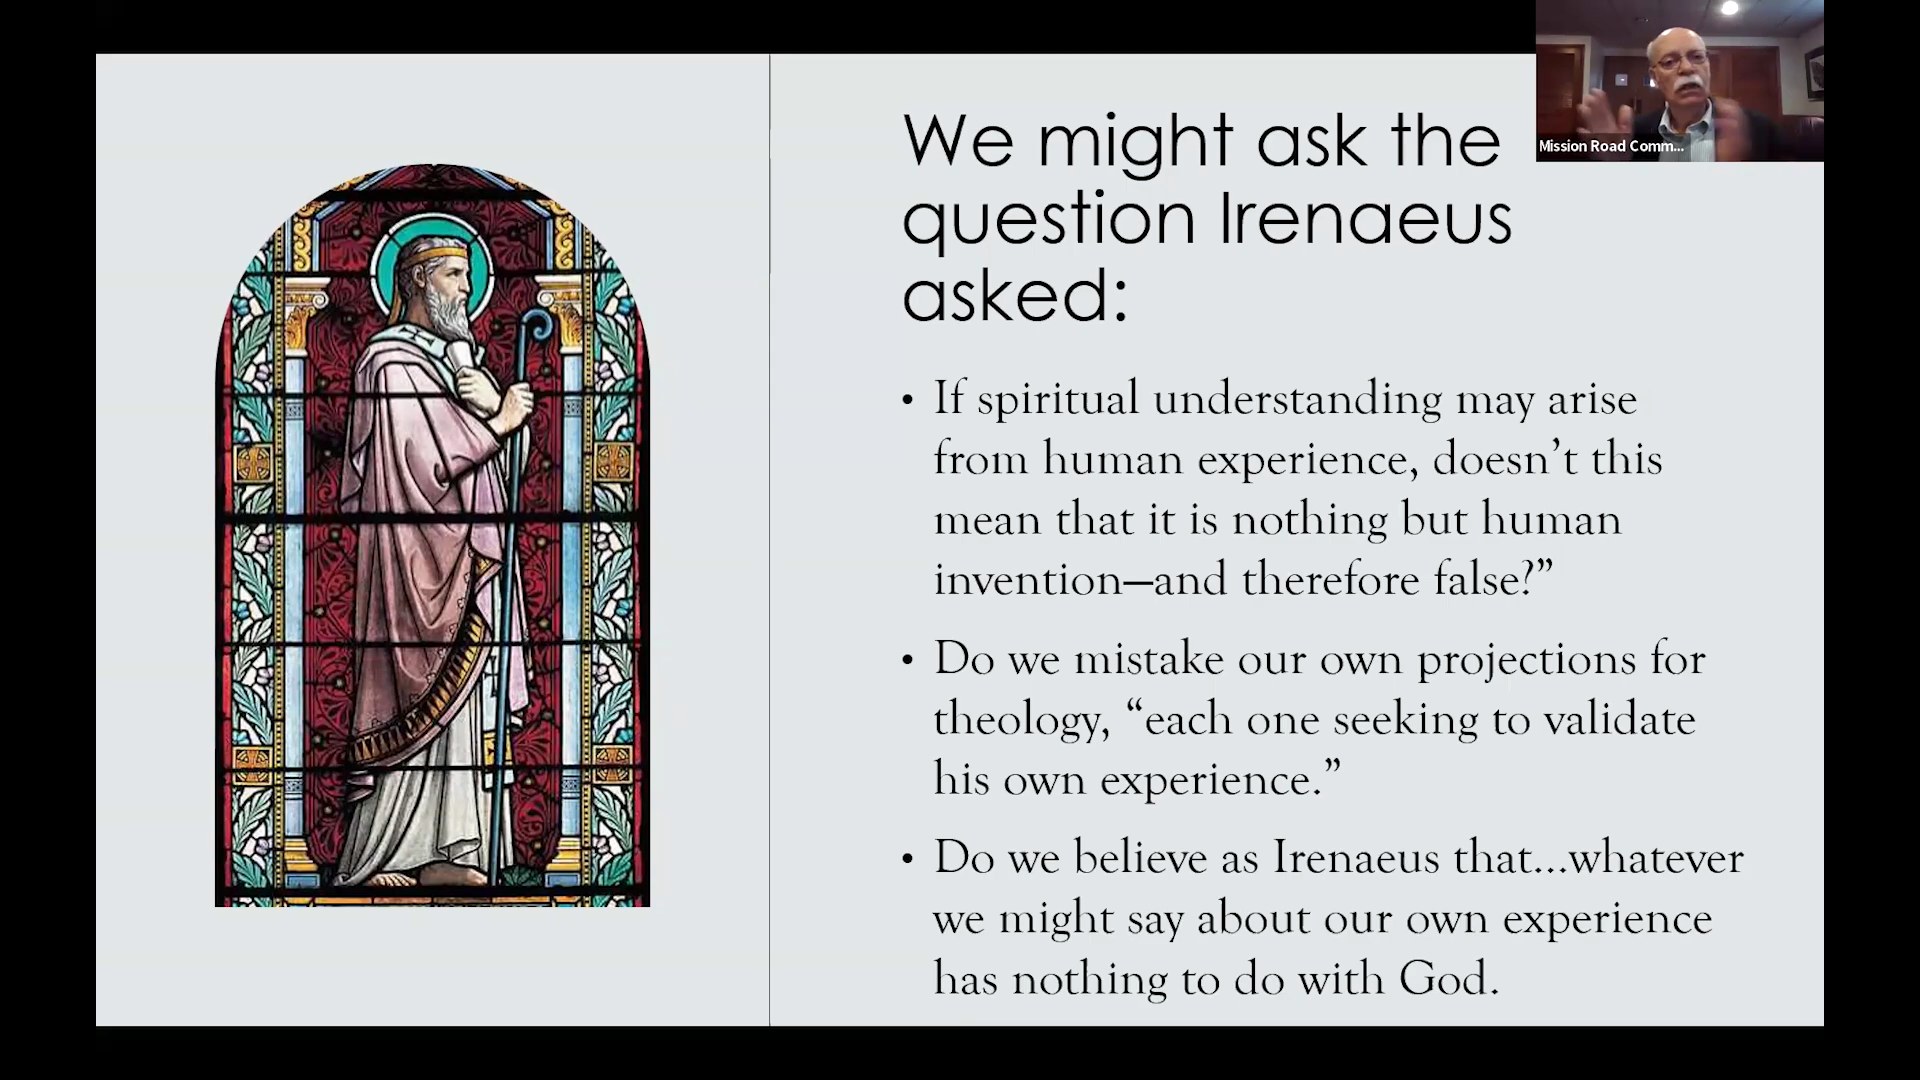 We might ask the
question Irenaeus
asked:
• If spiritual understanding may arise
from human experience, doesn’t this
mean that it is nothing but human
invention—and therefore false?”
• Do we mistake our own projections for
theology, “each one seeking to validate
his own experience.”
• Do we believe as Irenaeus that...whatever
we might say about our own experience
has nothing to do with God.
Mission Road Comm...